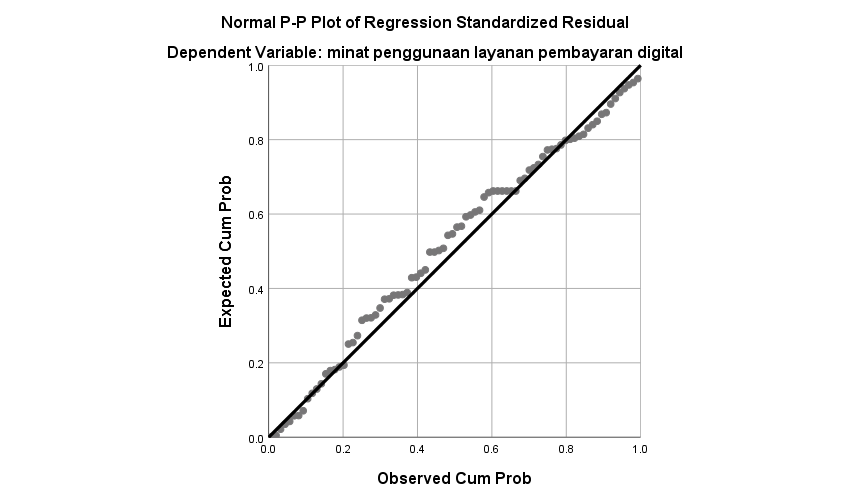 Normal P-P Plot of Regression Standardized Residual
Dependent Variable: minat penggunaan layanan pembayaran digital
1.0
0.8
0.6
0.4
0.2
0.0
Expected Cum Prob
0.0 0.2 0.4 0.6 0.8 1.0
Observed Cum Prob